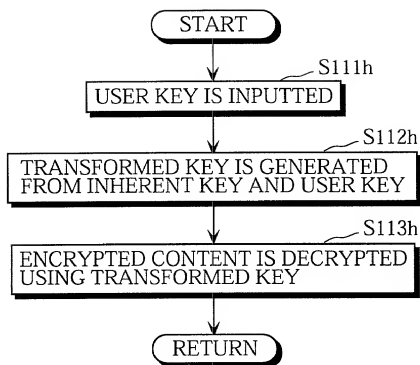 START
S111h
USER KEY IS INPUTTED
S112h
TRANSFORMED KEY IS GENERATED
FROM INHERENT KEY AND USER KEY
S113h
ENCRYPTED CONTENT IS DECRYPTED
USING TRANSFORMED KEY
RETURN